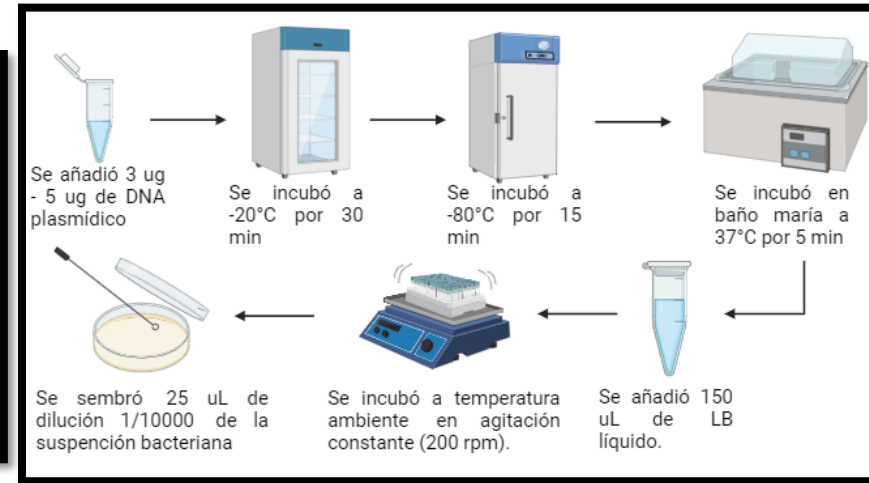 Se añadió 3 ug
- 5 ug de DNA
plasmídico
Se incubó a
-20°C por 30
min
Se incubó a
-80°C por 15
min
Se incubó en
baño maría a
37°C por 5 min
Se añadió 150
uL de LB
líquido.
Se incubó a temperatura
ambiente en agitación
constante (200 rpm).
Se sembró 25 uL de
dilución 1/10000 de la
suspención bacteriana